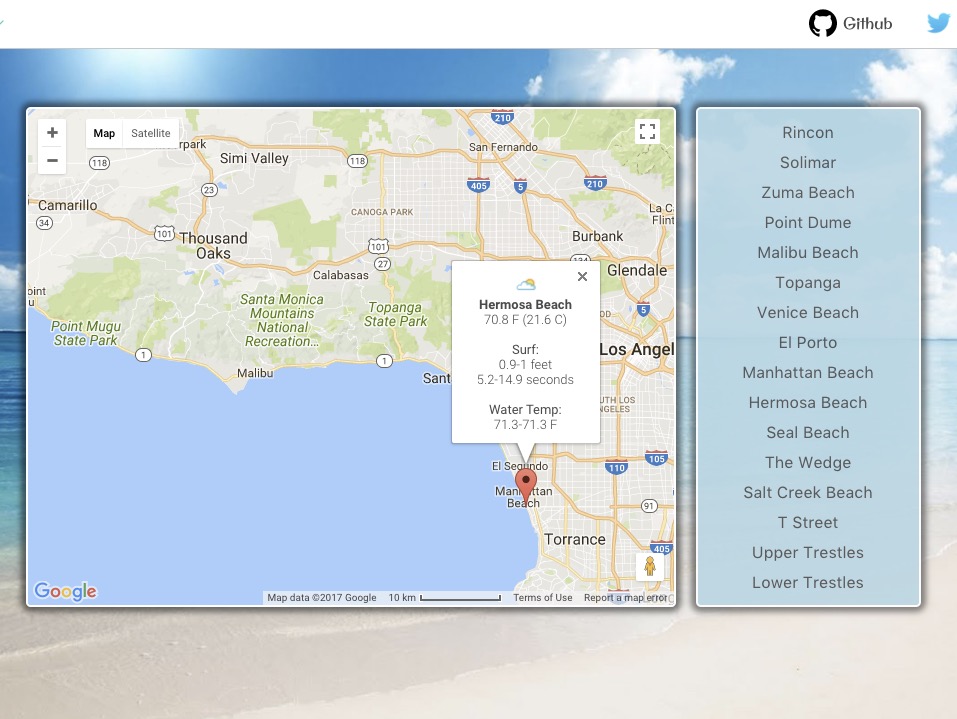 Github
Map
Satellite
rpark
Simi Valley
118
118
San Fernando
210
Camarillo
23
405
5
210
34
101
CANOGA PARK
La C
Flint
Thousand
Oaks
101
Burbank
27
134
Calabasas
Glendale
oint
u
Point Mugu
State Park
Santa Monica
Mountains
National
Recreation...
Topanga
State Park
5
1
1
Malibu
Sant
Los Angel
UTH LOS
NGELES
Hermosa Beach
70.8 F (21.6 C)
Surf:
0.9-1 feet
5.2-14.9 seconds
Water Temp:
71.3-71.3 F
El Segundo
110
105
Manhattan
Beach
91
Torrance
405
Google
Map data ©2017 Google
10 km
Terms of Use
Report a map error
Rincon
Solimar
Zuma Beach
Point Dume
Malibu Beach
Topanga
Venice Beach
El Porto
Manhattan Beach
Hermosa Beach
Seal Beach
The Wedge
Salt Creek Beach
T Street
Upper Trestles
Lower Trestles